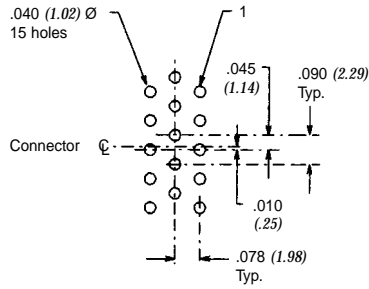 .040 (1.02) Ø
15 holes
1
.045
(1.14)
.090 (2.29)
Typ.
Connector ℄
.010
(.25)
.078 (1.98)
Typ.